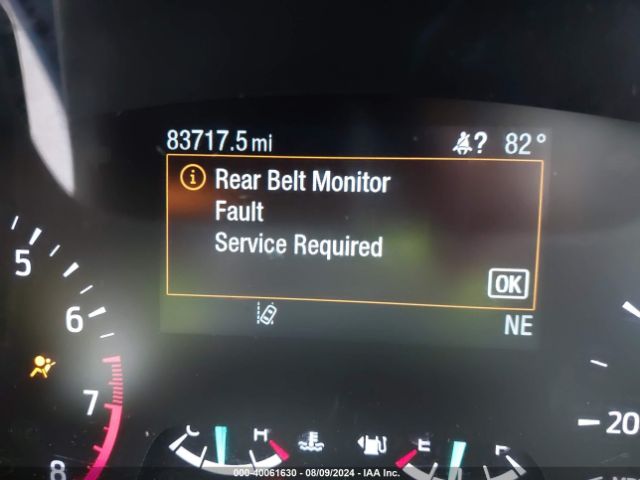 83717.5 mi ? 82°
Rear Belt Monitor
Fault
Service Required
OK
NE
5
6
7
8
C H
E F
20
000-40061630 - 08/09/2024 - IAA Inc.